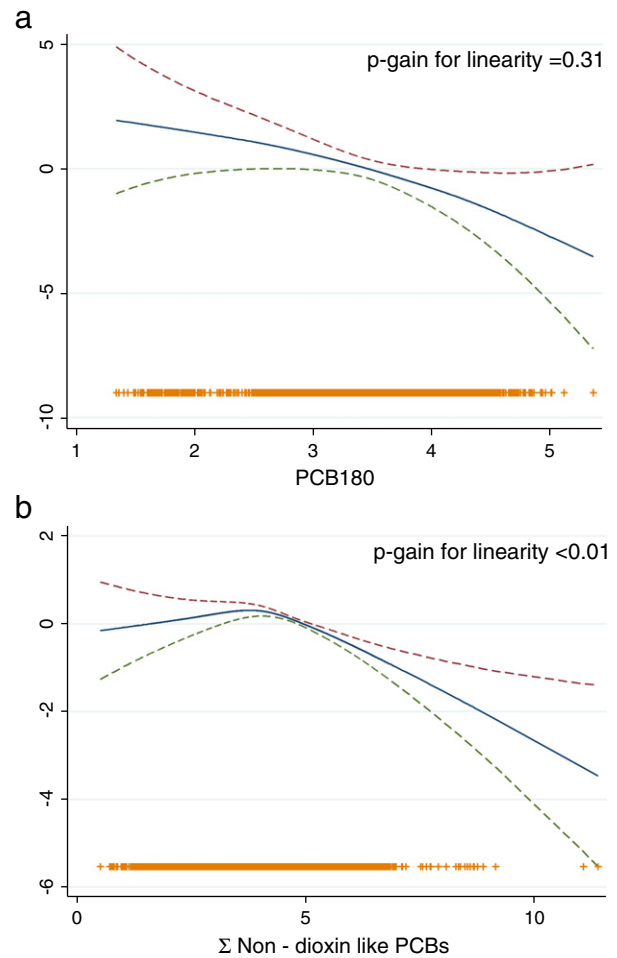 a
p-gain for linearity =0.31
5
0
-5
-10
1 2 3 4 5
PCB180
b
p-gain for linearity <0.01
2
0
-2
-4
-6
0 5 10
Σ Non - dioxin like PCBs